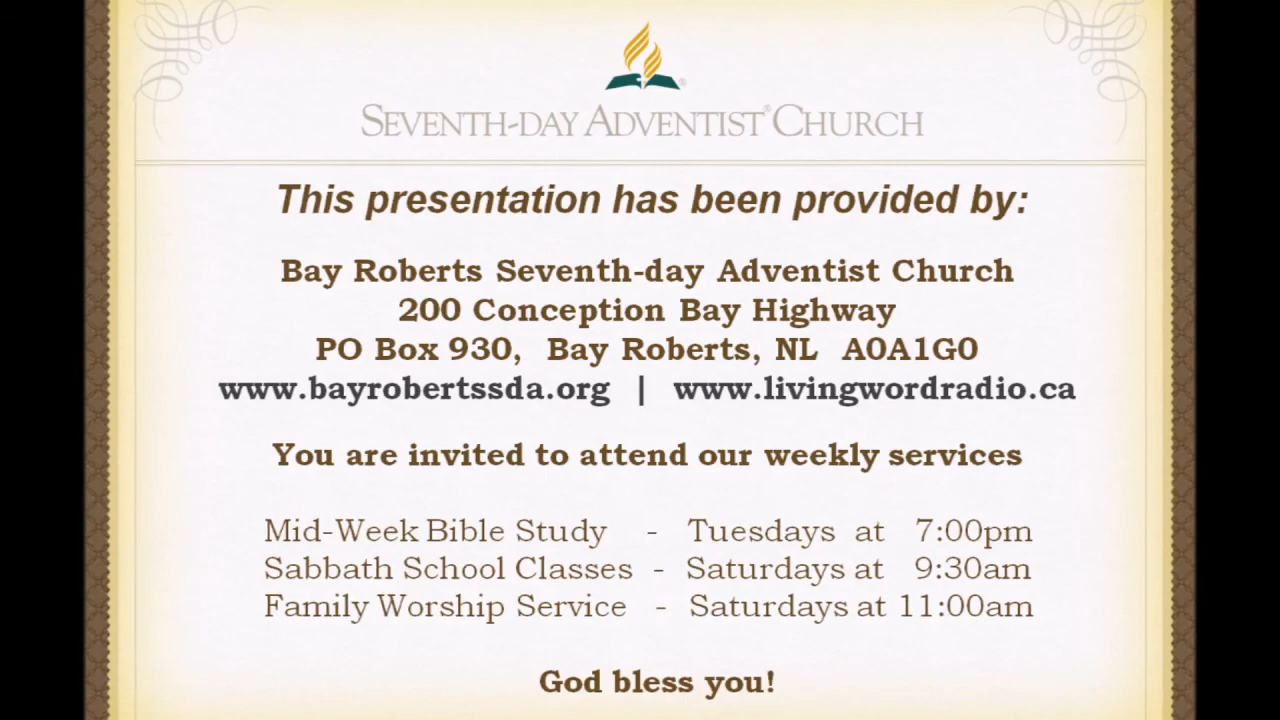 SEVENTH-DAY ADVENTIST® CHURCH
This presentation has been provided by:
Bay Roberts Seventh-day Adventist Church
200 Conception Bay Highway
PO Box 930, Bay Roberts, NL A0A1G0
www.bayrobertssda.org | www.livingwordradio.ca
You are invited to attend our weekly services
Mid-Week Bible Study - Tuesdays at 7:00pm
Sabbath School Classes - Saturdays at 9:30am
Family Worship Service - Saturdays at 11:00am
God bless you!